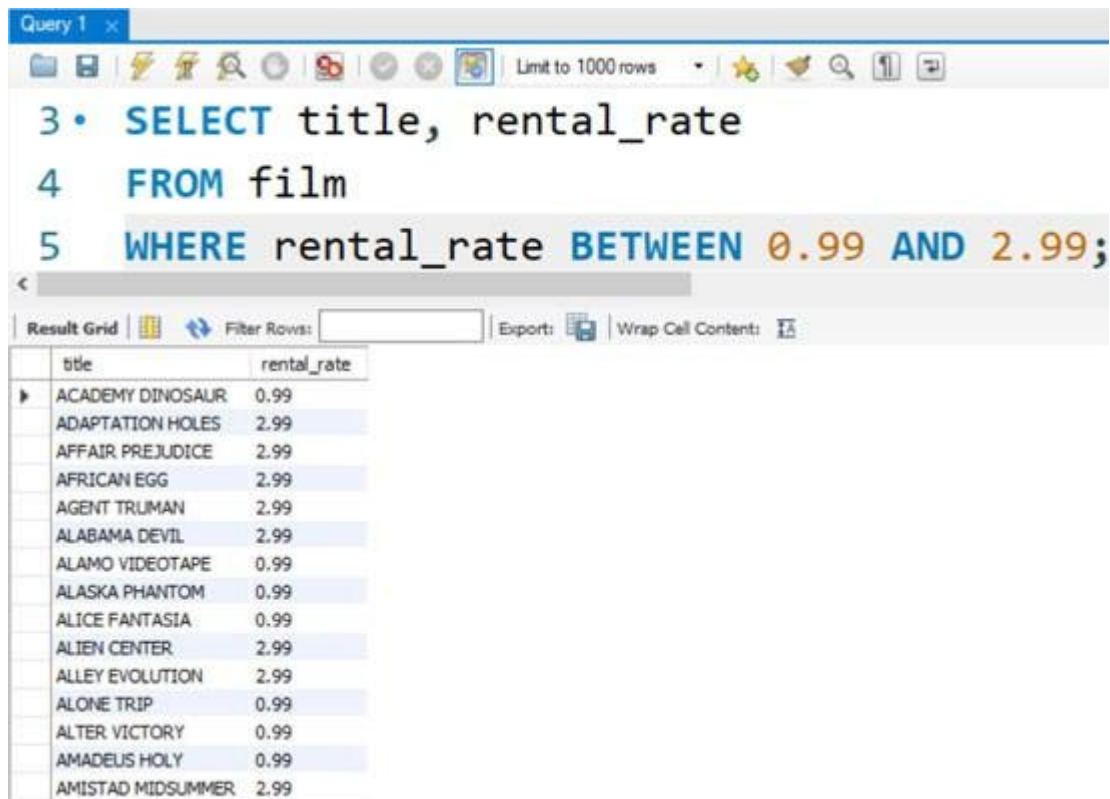 Query 1
Limit to 1000 rows
3 SELECT title, rental_rate
4 FROM film
5 WHERE rental_rate BETWEEN 0.99 AND 2.99;
Result Grid Filter Rows: Export: Wrap Cell Content:
title rental_rate
ACADEMY DINOSAUR 0.99
ADAPTATION HOLES 2.99
AFFAIR PREJUDICE 2.99
AFRICAN EGG 2.99
AGENT TRUMAN 2.99
ALABAMA DEVIL 2.99
ALAMO VIDEOTAPE 0.99
ALASKA PHANTOM 0.99
ALICE FANTASIA 0.99
ALIEN CENTER 2.99
ALLEY EVOLUTION 2.99
ALONE TRIP 0.99
ALTER VICTORY 0.99
AMADEUS HOLY 0.99
AMISTAD MIDSUMMER 2.99